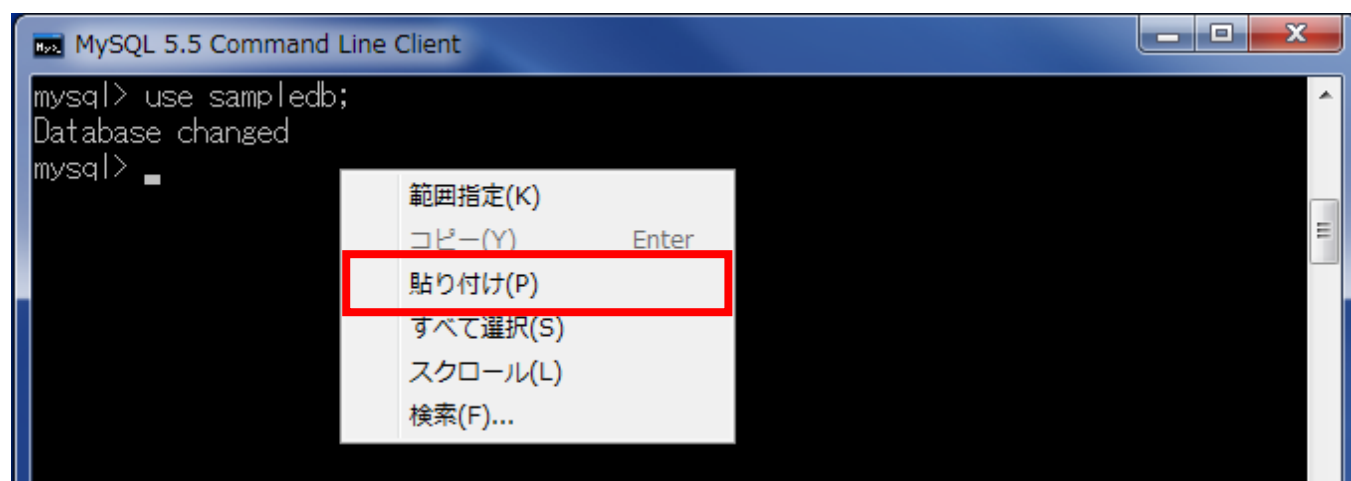 MySQL 5.5 Command Line Client
mysql> use sampledb;
Database changed
mysql> _
範囲指定(K)
コピー(Y) Enter
貼り付け(P)
すべて選択(S)
スクロール(L)
検索(F)...